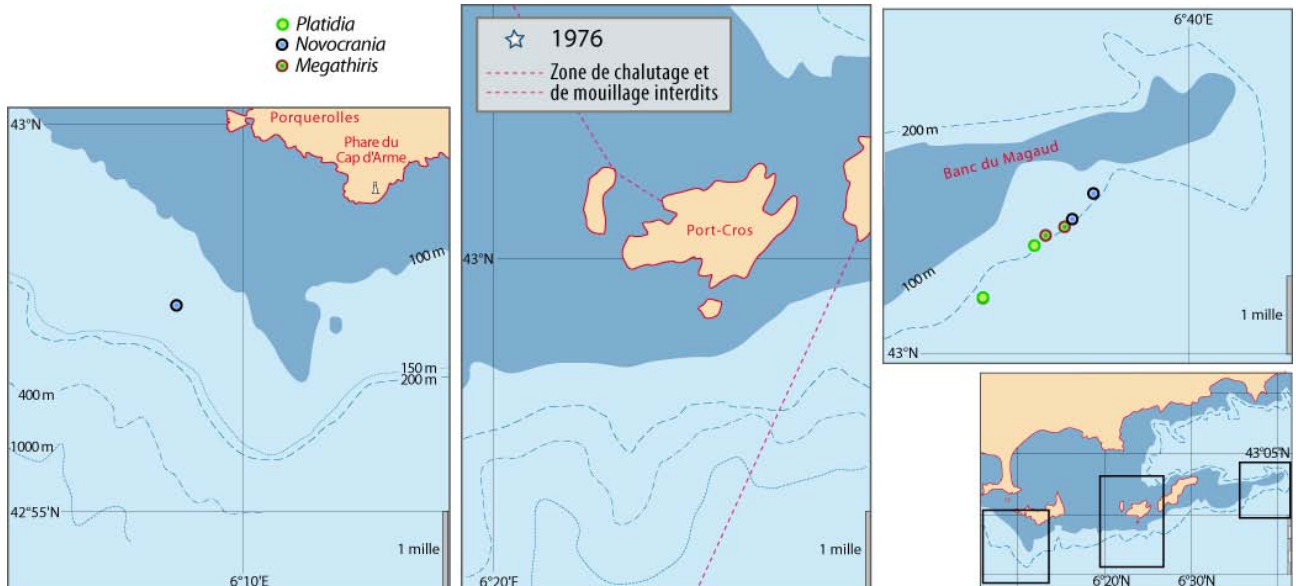 Platidia
Novocrania
Megathiris
43°N
Porquerolles
Phare du
Cap d'Arme
100 m
150 m
200 m
400 m
1000 m
42°55'N
1 mille
6°10'E
1976
Zone de chalutage et
de mouillage interdits
Port-Cros
43°N
1 mille
6°20'E
6°40'E
200 m
Banc du Magaud
100 m
1 mille
43°N
43°05'N
6°20'E
6°30'E